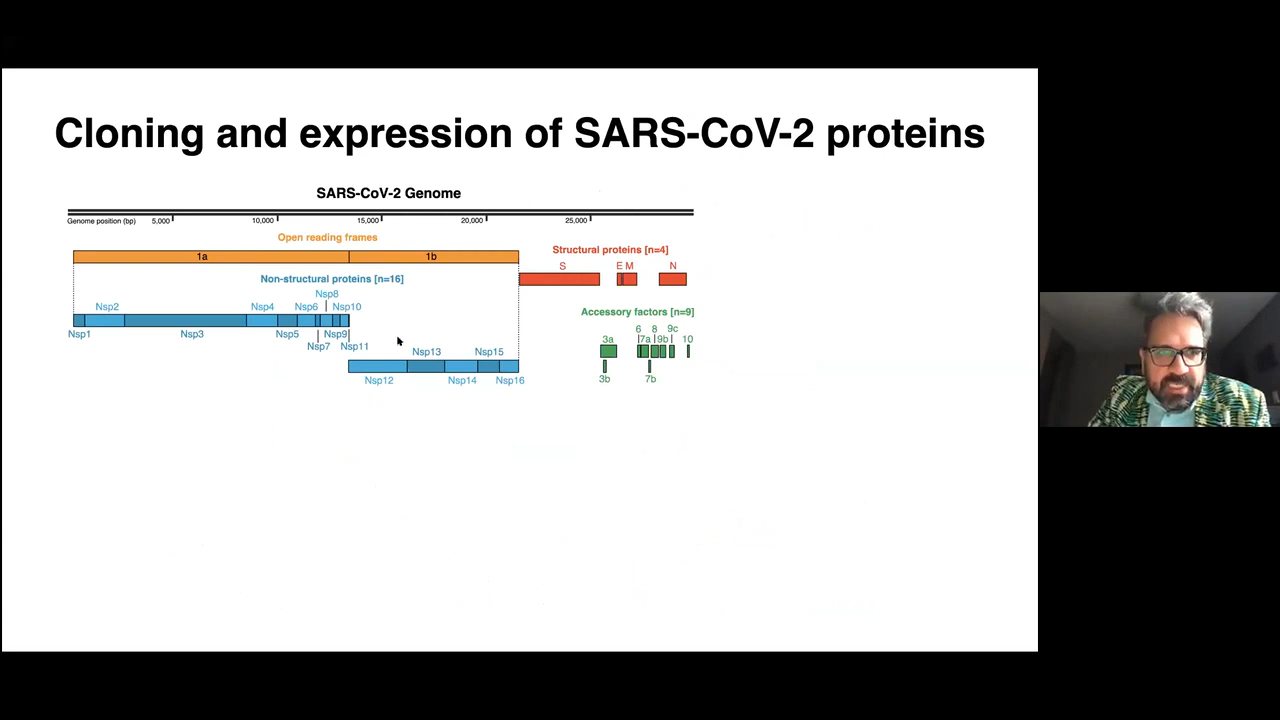 Cloning and expression of SARS-CoV-2 proteins
SARS-CoV-2 Genome
Genome position (bp) 5,000 10,000 15,000 20,000 25,000
Open reading frames
1a 1b
Structural proteins [n=4]
S E M N
Non-structural proteins [n=16]
Nsp8
Nsp2 Nsp4 Nsp6 Nsp10
Nsp1 Nsp3 Nsp5 Nsp9
Nsp7 Nsp11
Nsp13 Nsp15
Nsp12 Nsp14 Nsp16
Accessory factors [n=9]
6 8 9c
3a 7a 9b 10
3b 7b